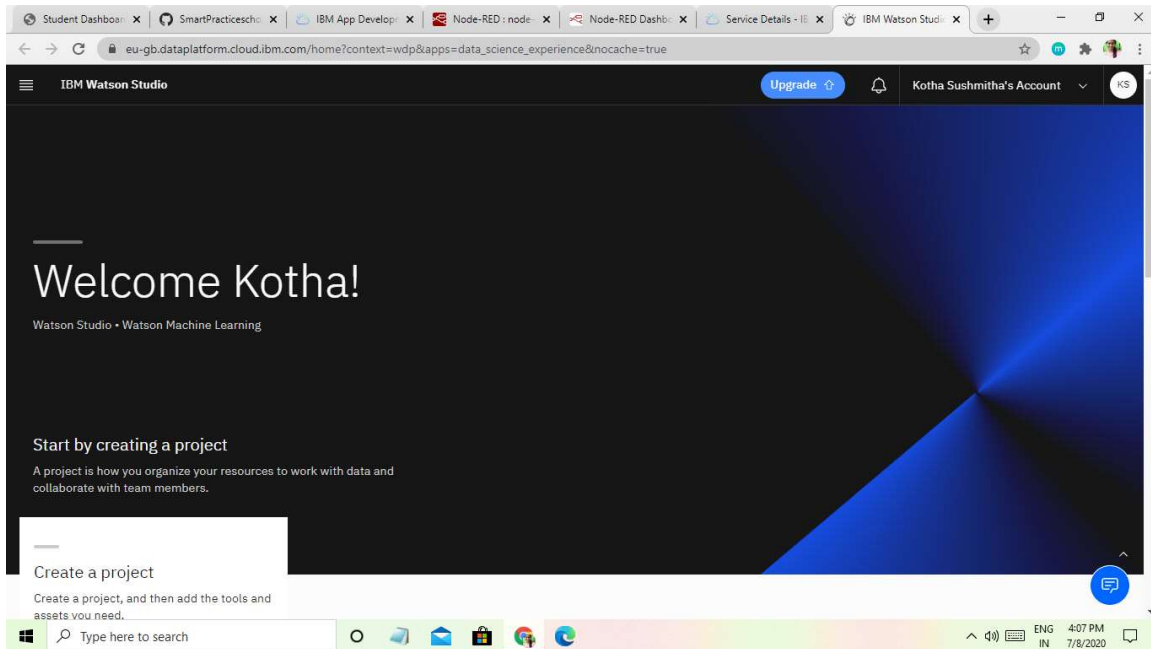 Student Dashboar
SmartPracticescho
IBM App Developr
Node-RED : node-
Node-RED Dashbo
Service Details - IB
IBM Watson Studio
eu-gb.dataplatform.cloud.ibm.com/home?context=wdp&apps=data_science_experience&nocache=true
m
IBM Watson Studio
Upgrade
Kotha Sushmitha's Account
KS
Welcome Kotha!
Watson Studio • Watson Machine Learning
Start by creating a project
A project is how you organize your resources to work with data and
collaborate with team members.
Create a project
Create a project, and then add the tools and
assets you need.
Type here to search
ENG
IN
4:07 PM
7/8/2020